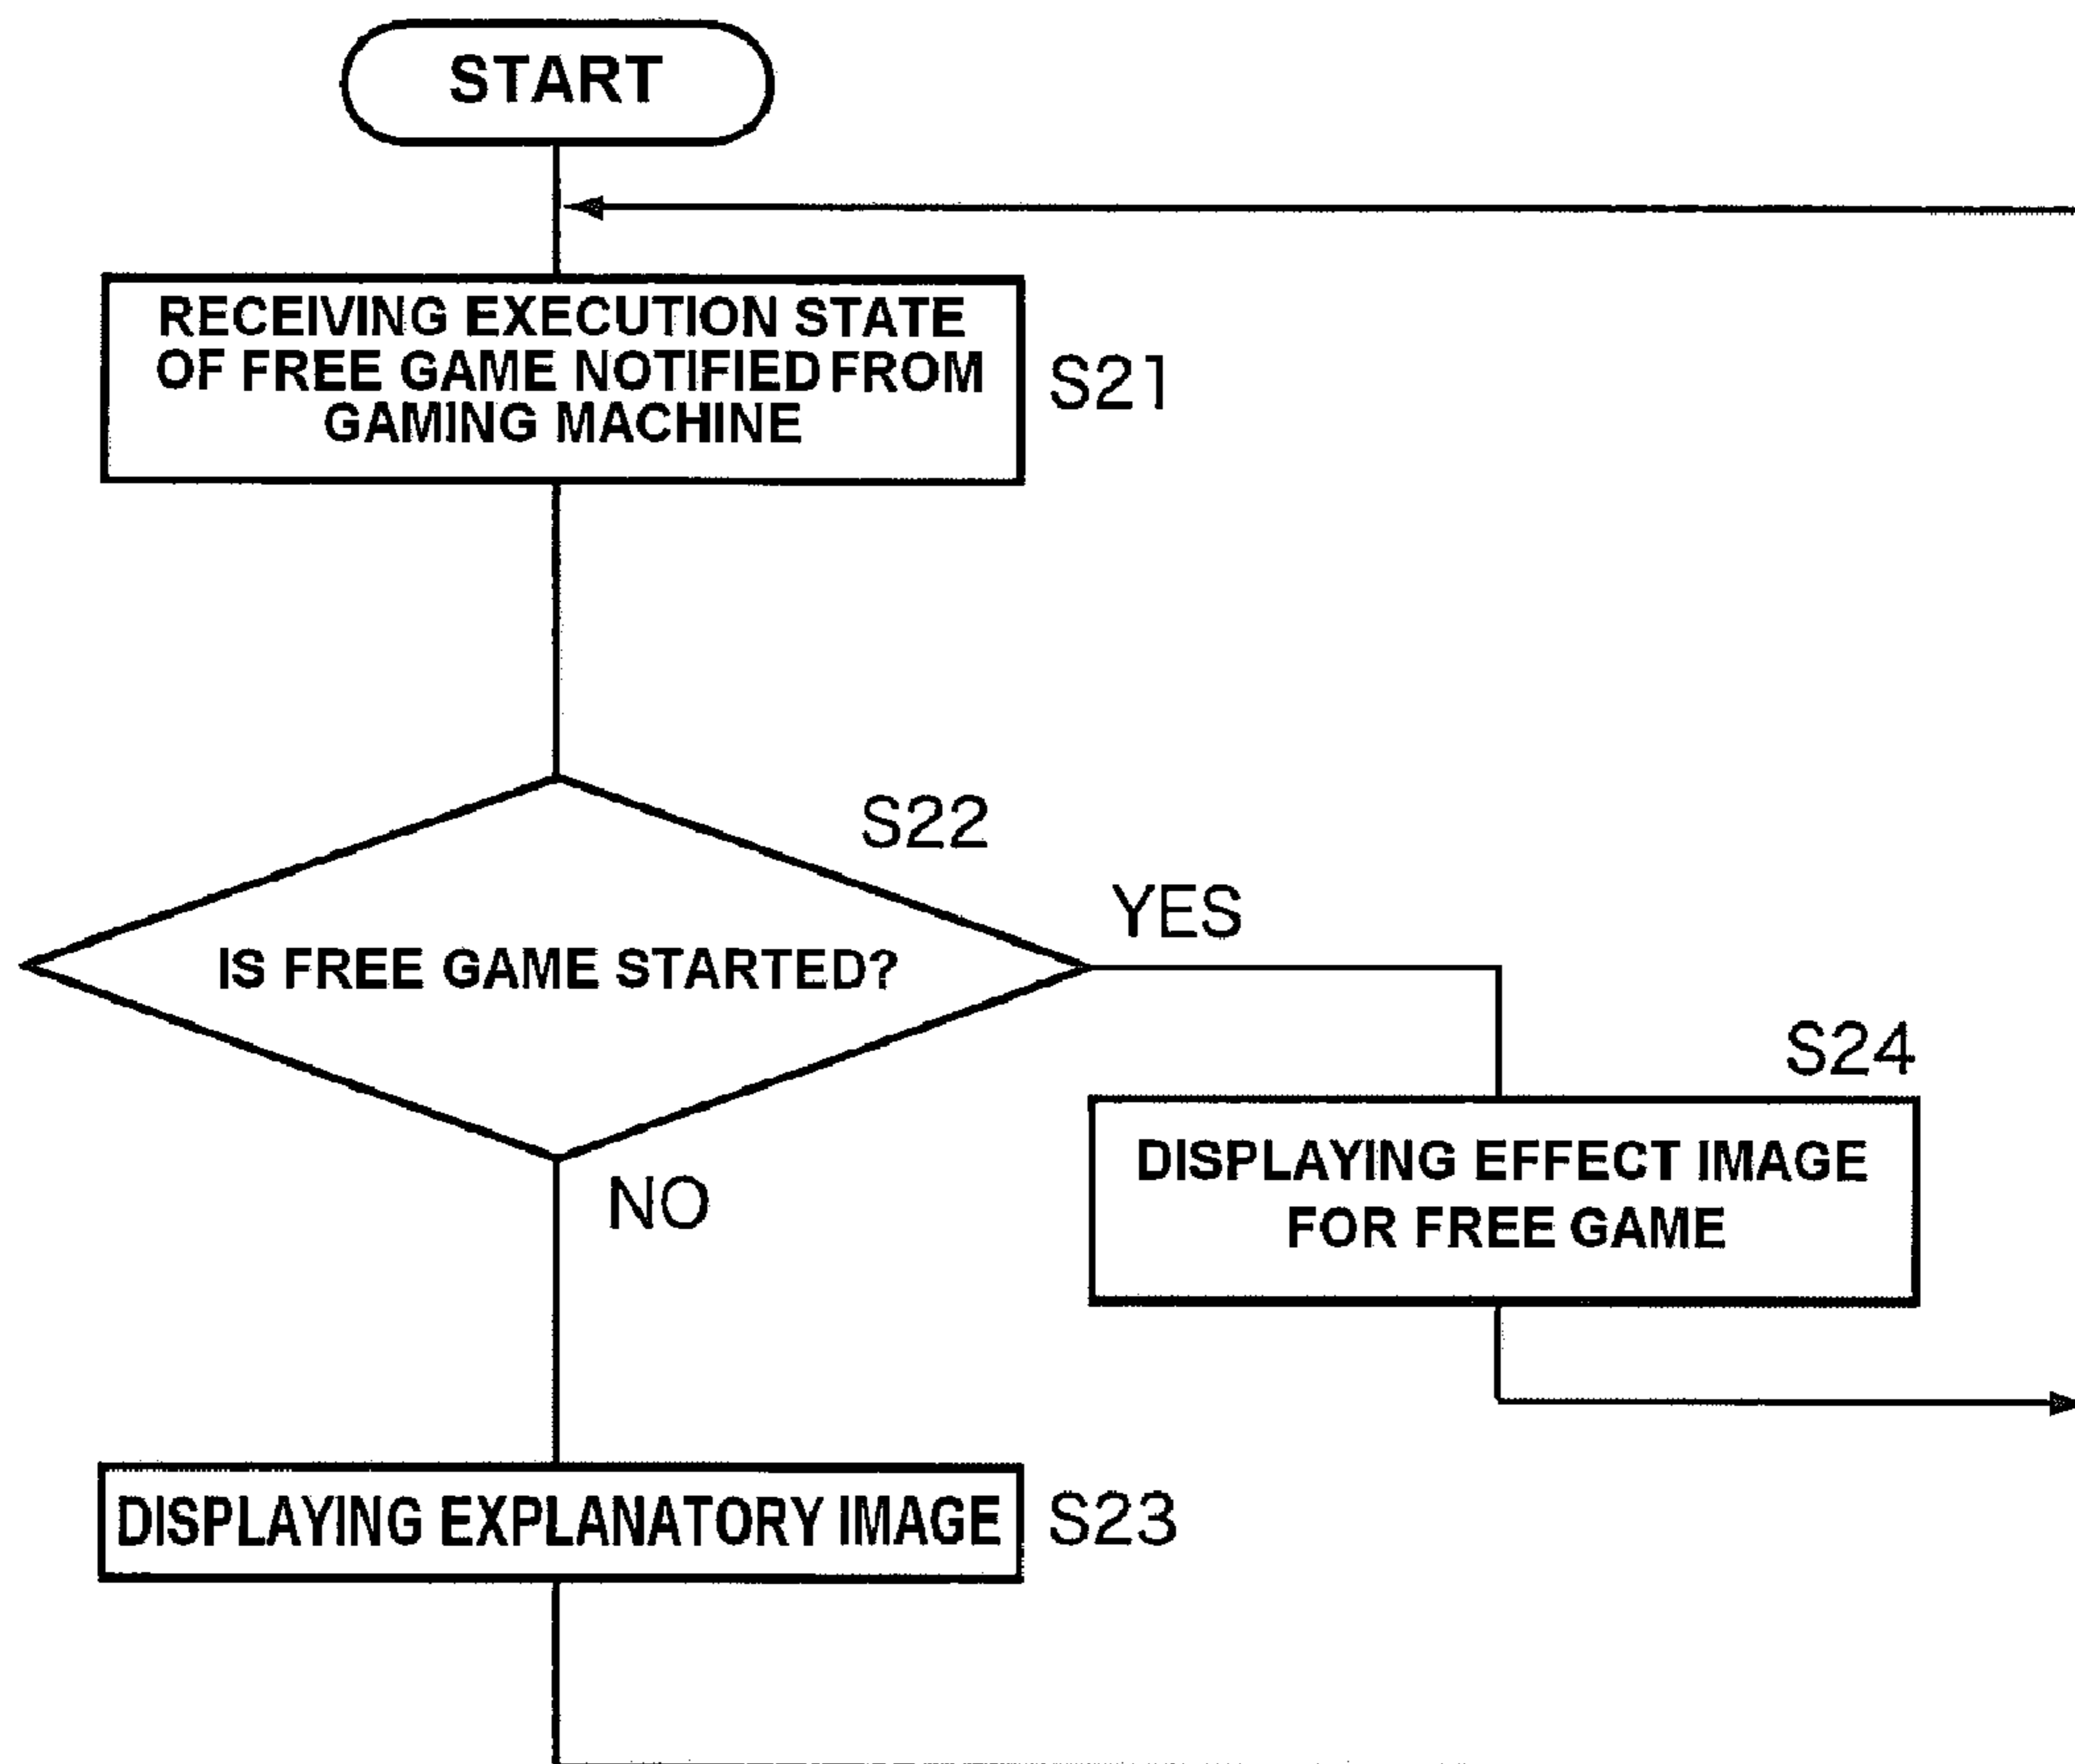 START
RECEIVING EXECUTION STATE
OF FREE GAME NOTIFIED FROM
GAMING MACHINE
S21
S22
IS FREE GAME STARTED?
YES
NO
S24
DISPLAYING EFFECT IMAGE
FOR FREE GAME
DISPLAYING EXPLANATORY IMAGE
S23